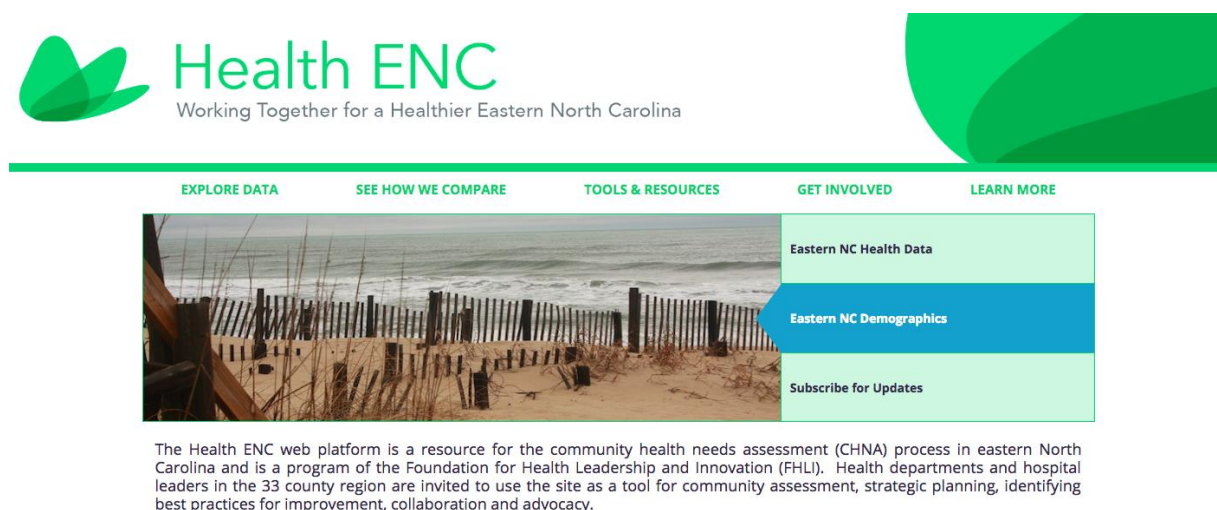 Health ENC
Working Together for a Healthier Eastern North Carolina
EXPLORE DATA SEE HOW WE COMPARE TOOLS & RESOURCES GET INVOLVED LEARN MORE
Eastern NC Health Data
Eastern NC Demographics
Subscribe for Updates
The Health ENC web platform is a resource for the community health needs assessment (CHNA) process in eastern North
Carolina and is a program of the Foundation for Health Leadership and Innovation (FHLI). Health departments and hospital
leaders in the 33 county region are invited to use the site as a tool for community assessment, strategic planning, identifying
best practices for improvement, collaboration and advocacy.